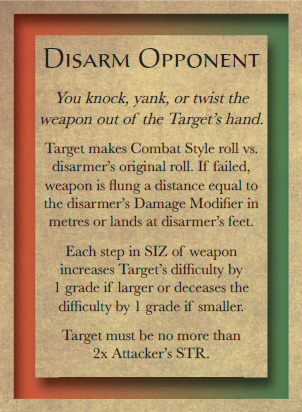 DISARM OPPONENT
You knock, yank, or twist the
weapon out of the Target's hand.
Target makes Combat Style roll vs.
disarmer's original roll. If failed,
weapon is flung a distance equal to
the disarmer's Damage Modifier in
metres or lands at disarmer's feet.
Each step in SIZ of weapon
increases Target's difficulty by
1 grade if larger or deceases the
difficulty by 1 grade if smaller.
Target must be no more than
2x Attacker's STR.